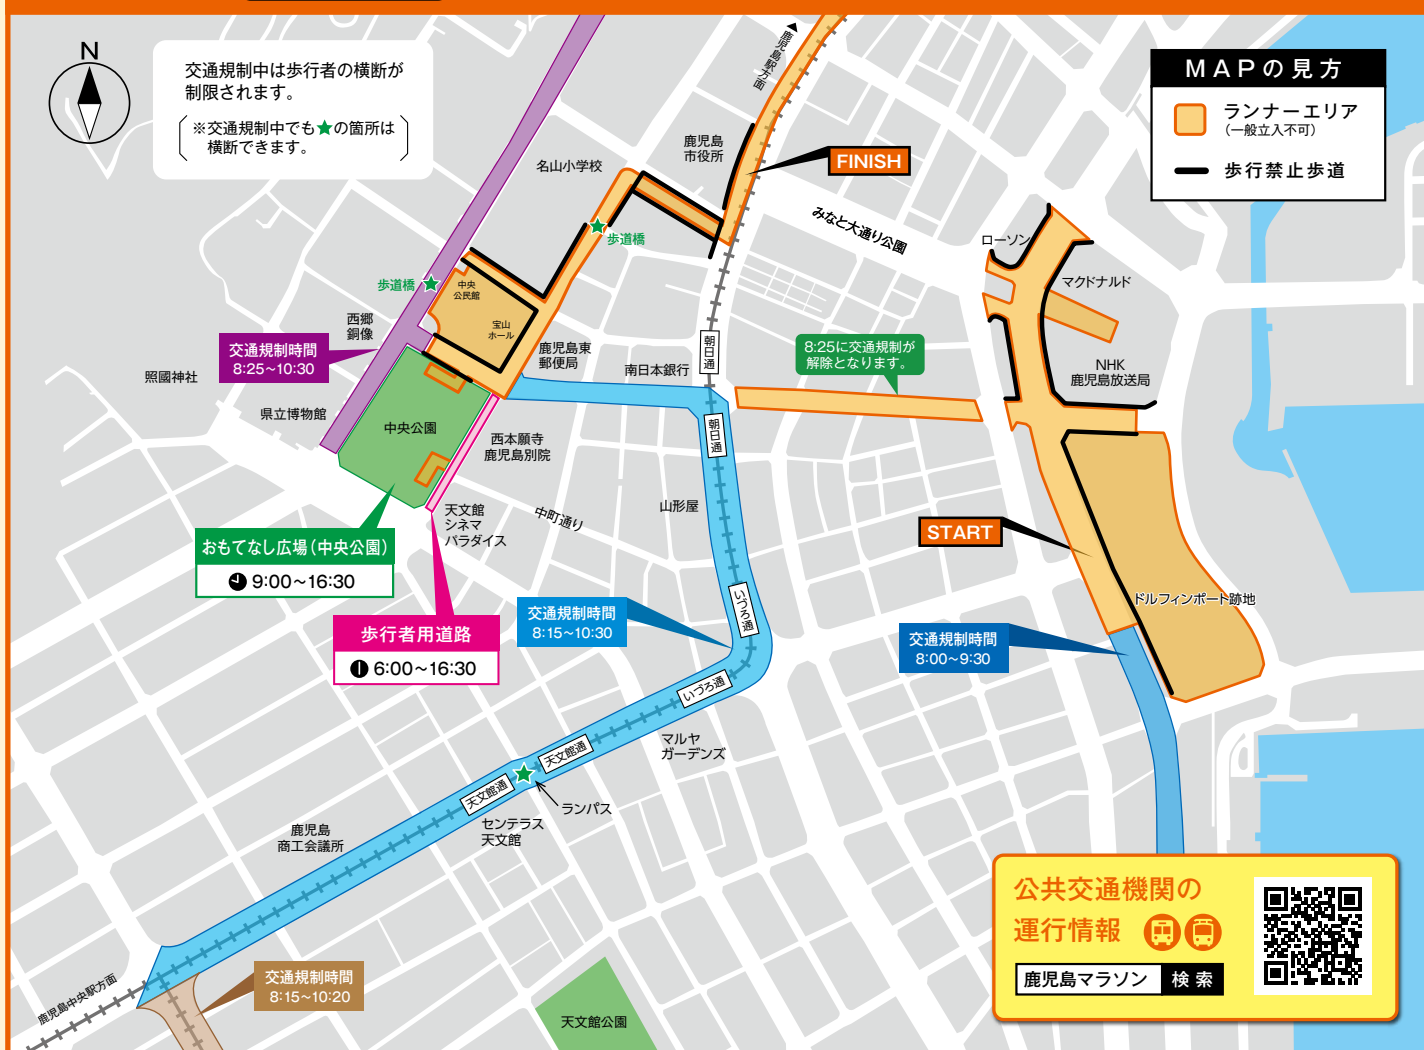 N
交通規制中は歩行者の横断が
制限されます。
※交通規制中でも★の箇所は
横断できます。
鹿児島駅方面
MAPの見方
ランナーエリア
(一般立入不可)
歩行禁止歩道
鹿児島
市役所
FINISH
名山小学校
みなと大通り公園
歩道橋
ローソン
マクドナルド
歩道橋
中央
公民館
宝山
ホール
西郷
銅像
交通規制時間
8:25~10:30
鹿児島東
郵便局
南日本銀行
朝日通
8:25に交通規制が
解除となります。
NHK
鹿児島放送局
照國神社
県立博物館
中央公園
西本願寺
鹿児島別院
朝日通
天文館
シネマ
パラダイス
中町通り
山形屋
START
おもてなし広場(中央公園)
9:00~16:30
歩行者用道路
6:00~16:30
交通規制時間
8:15~10:30
いづろ通
ドルフィンポート跡地
交通規制時間
8:00~9:30
いづろ通
マルヤ
ガーデンズ
天文館通
天文館通
ランパス
センテラス
天文館
鹿児島
商工会議所
公共交通機関の
運行情報
鹿児島マラソン 検索
交通規制時間
8:15~10:20
鹿児島中央駅方面
天文館公園